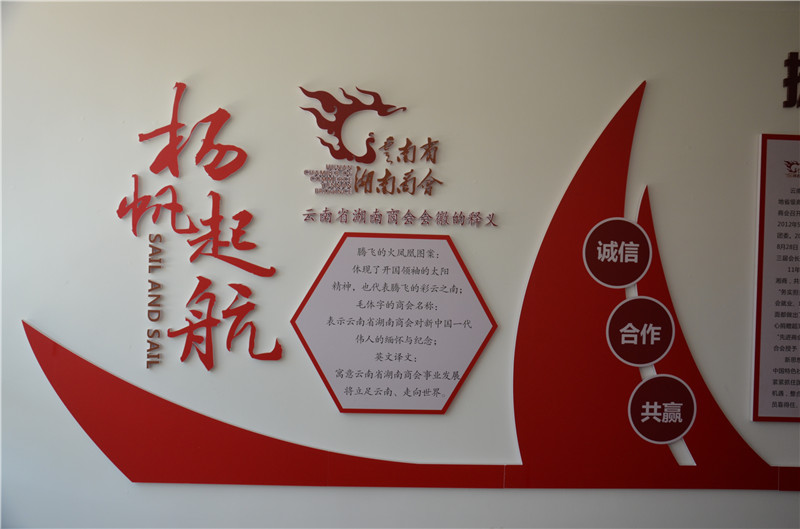 杨帆起航
SAIL AND SAIL
雲南省
湖南商會
云南省湖南商会会徽的释义
腾飞的火凤凰图案：
体现了开国领袖的太阳
精神，也代表腾飞的彩云之南；
毛体字的商会名称：
表示云南省湖南商会对新中国一代
伟人的缅怀与纪念；
英文译文：
寓意云南省湖南商会事业发展
将立足云南、走向世界。
诚信
合作
共赢